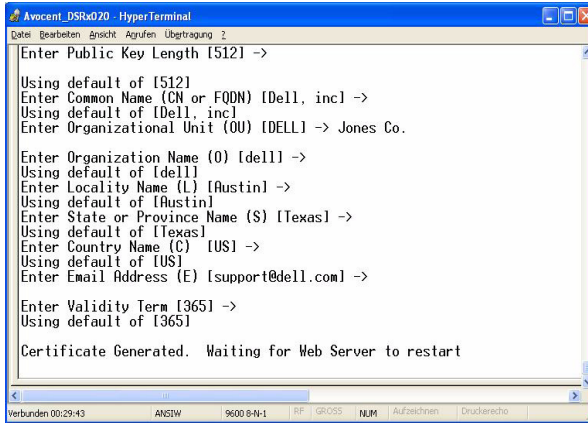 Avocent_DSRx020 - HyperTerminal
Datei Bearbeiten Ansicht Anrufen Übertragung ?
Enter Public Key Length [512] ->
Using default of [512]
Enter Common Name (CN or FQDN) [Dell, inc] ->
Using default of [Dell, inc]
Enter Organizational Unit (OU) [DELL] -> Jones Co.
Enter Organization Name (O) [dell] ->
Using default of [dell]
Enter Locality Name (L) [Austin] ->
Using default of [Austin]
Enter State or Province Name (S) [Texas] ->
Using default of [Texas]
Enter Country Name (C)  [US] ->
Using default of [US]
Enter Email Address (E) [support@dell.com] ->
Enter Validity Term [365] ->
Using default of [365]
Certificate Generated.  Waiting for Web Server to restart
Verbunden 00:29:43 ANSIW 9600 8-N-1 RF GROSS NUM Aufzeichnen Druckerecho